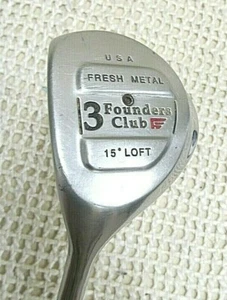 USA
FRESH METAL
3 Founders
Club
15° LOFT